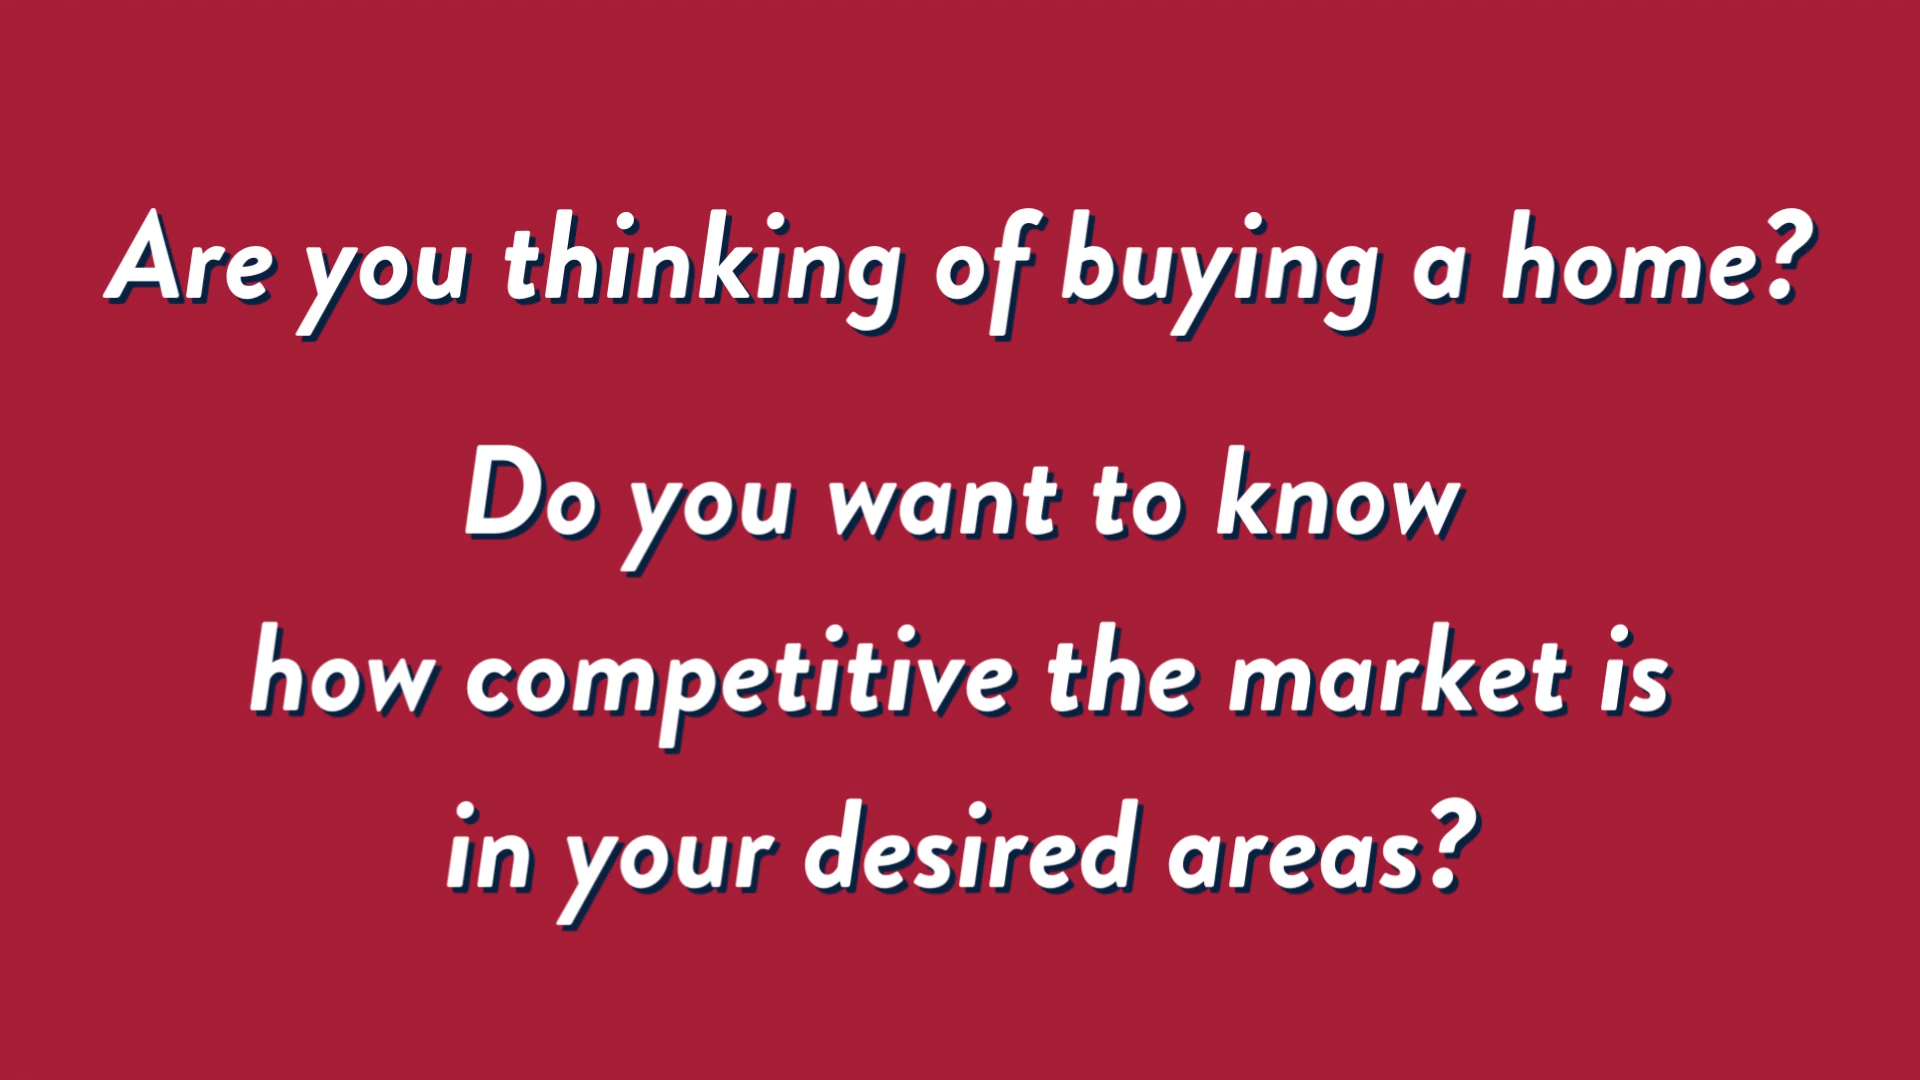 Are you thinking of buying a home?
Do you want to know
how competitive the market is
in your desired areas?